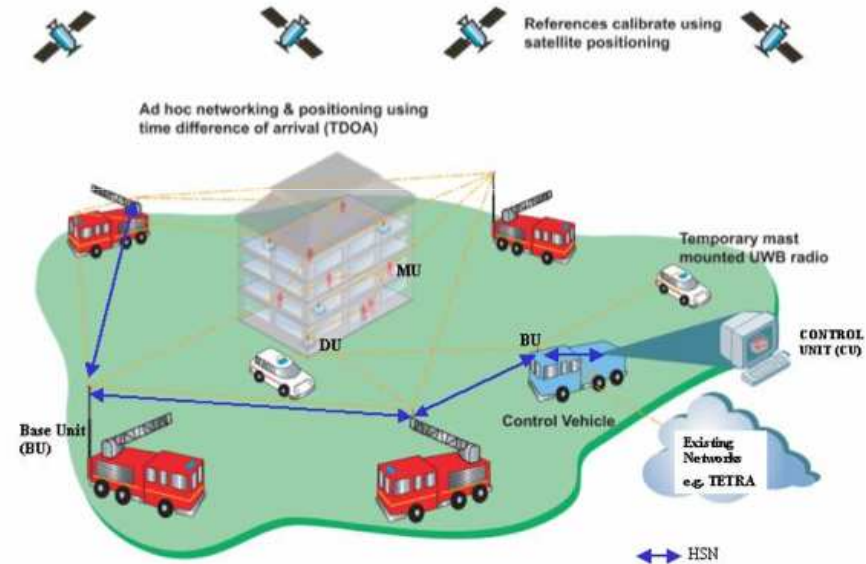 References calibrate using
satellite positioning
Ad hoc networking & positioning using
time difference of arrival (TDOA)
Temporary mast
mounted UWB radio
MU
DU
BU
CONTROL
UNIT (CU)
Control Vehicle
Base Unit
(BU)
Existing
Networks
e.g. TETRA
HSN